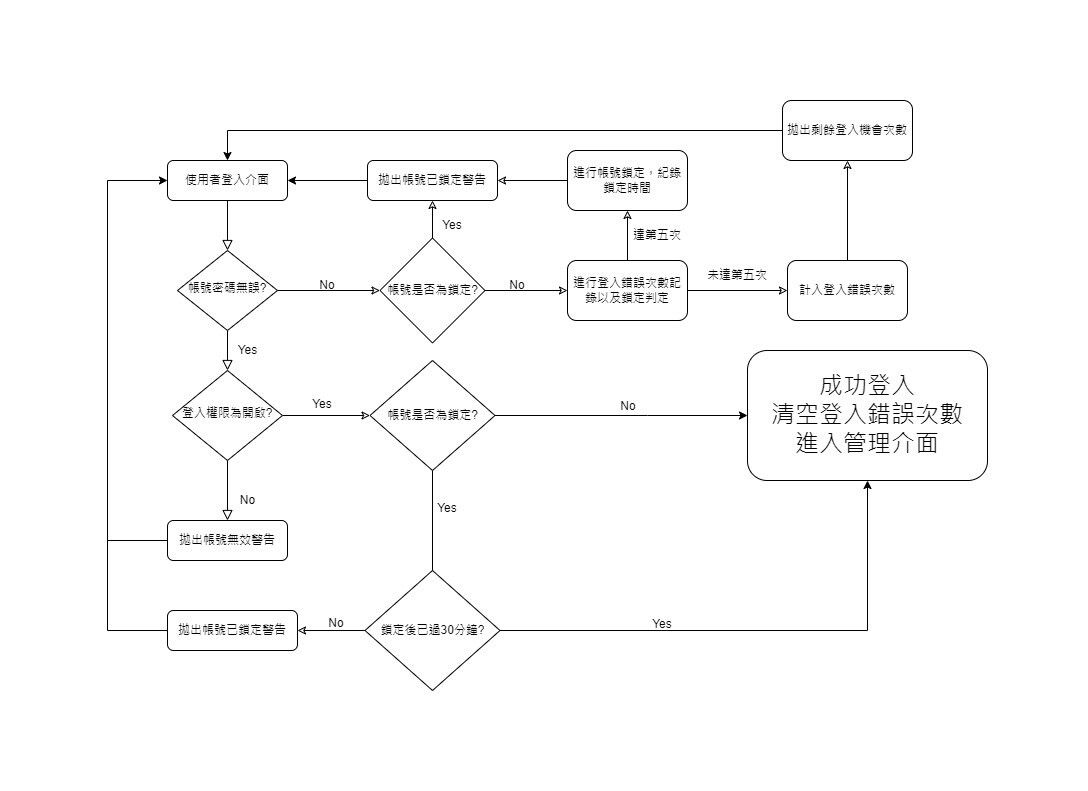 拋出剩餘登入機會次數
使用者登入介面
拋出帳號已鎖定警告
進行帳號鎖定，紀錄
鎖定時間
Yes
達第五次
帳號密碼無誤?
No
帳號是否為鎖定?
No
進行登入錯誤次數記
錄以及鎖定判定
未達第五次
計入登入錯誤次數
Yes
登入權限為開啟?
Yes
帳號是否為鎖定?
No
成功登入
清空登入錯誤次數
進入管理介面
No
Yes
拋出帳號無效警告
拋出帳號已鎖定警告
No
鎖定後已過30分鐘?
Yes